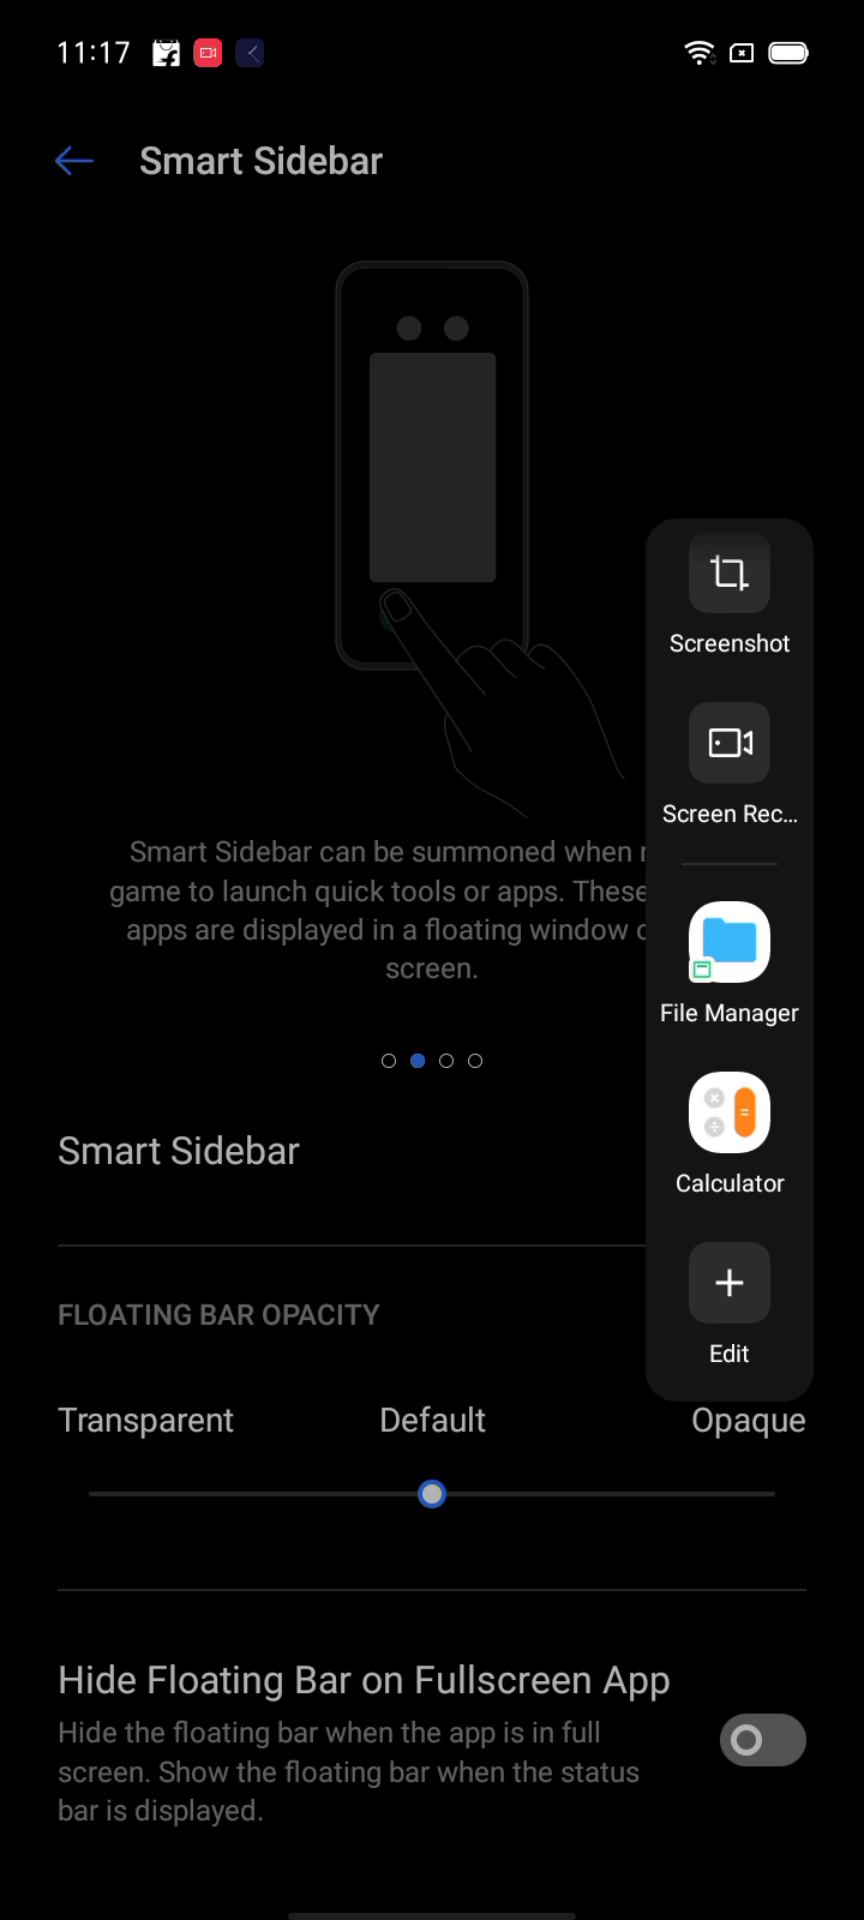 11:17
Smart Sidebar
Screenshot
Screen Rec...
Smart Sidebar can be summoned when
game to launch quick tools or apps. These
apps are displayed in a floating window
screen.
File Manager
Calculator
Smart Sidebar
Edit
FLOATING BAR OPACITY
Transparent Default Opaque
Hide Floating Bar on Fullscreen App
Hide the floating bar when the app is in full
screen. Show the floating bar when the status
bar is displayed.